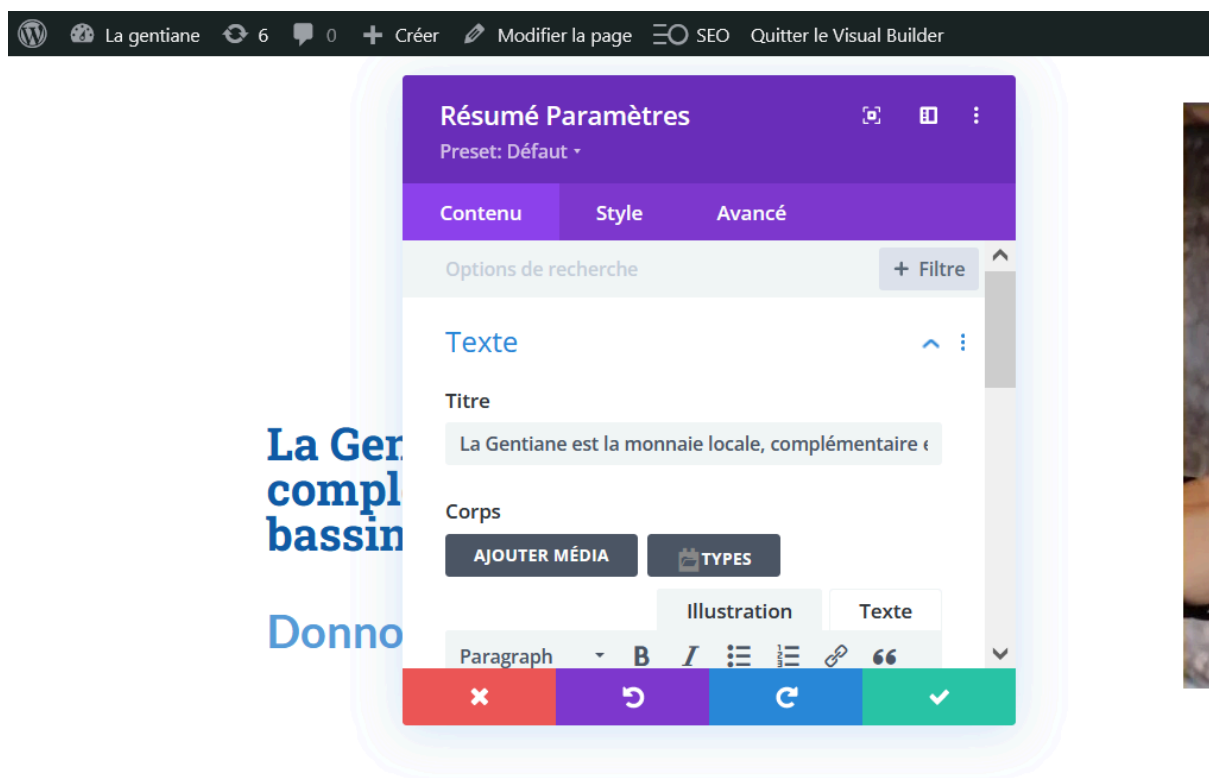 La gentiane 6 0 + Créer Modifier la page SEO Quitter le Visual Builder
Résumé Paramètres
Preset: Défaut
Contenu Style Avancé
Options de recherche + Filtre
Texte
Titre
La Gentiane est la monnaie locale, complémentaire
Corps
AJOUTER MÉDIA TYPES
Illustration Texte
Paragraph B I
La Gen
compl
bassin
Donno